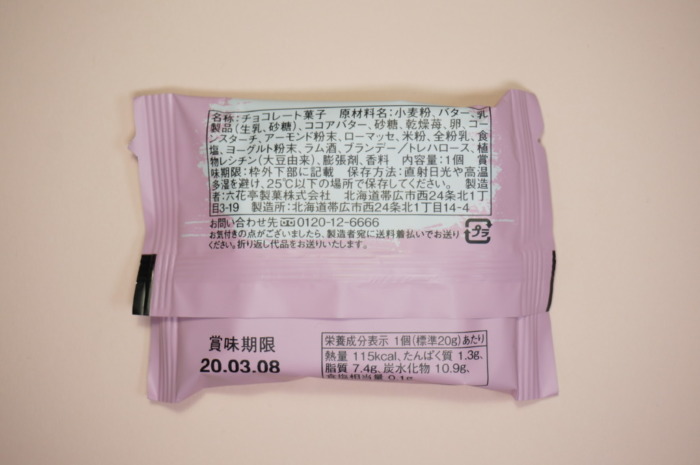 名称:チョコレート菓子 原材料名:小麦粉、バター、乳
製品(生乳、砂糖)、ココアバター、砂糖、乾燥苺、卵、コー
ンスターチ、アーモンド粉末、ローマッセ、米粉、全粉乳、食
塩、ヨーグルト粉末、ラム酒、ブランデー/トレハロース、植
物レシチン(大豆由来)、膨張剤、香料 内容量:1個 賞
味期限:枠外下部に記載 保存方法:直射日光や高温
多湿を避け、25℃以下の場所で保存してください。 製造
者:六花亭製菓株式会社 北海道帯広市西24条北1丁
目3-19 製造所:北海道帯広市西24条北1丁目14-4
お問い合わせ先 0120-12-6666
お気付きの点がございましたら、製造者宛に送料着払いでお送り
ください。折り返し代品をお送りいたします。
プラ
賞味期限
20.03.08
栄養成分表示 1個(標準20g)あたり
熱量 115kcal、たんぱく質 1.3g、
脂質 7.4g、炭水化物 10.9g、
食塩相当量 0.1g